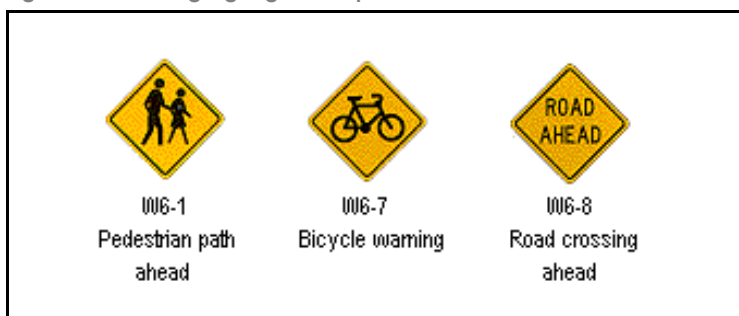 ROAD
AHEAD
W6-1
W6-7
W6-8
Pedestrian path
Bicycle warning
Road crossing
ahead
ahead